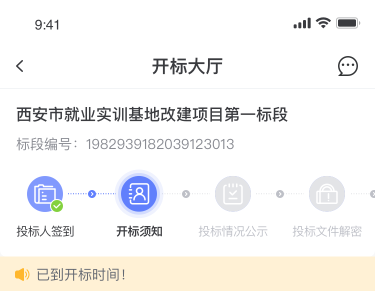 9:41
开标大厅
西安市就业实训基地改建项目第一标段
标段编号：1982939182039123013
投标人签到 开标须知 投标情况公示 投标文件解密
已到开标时间！